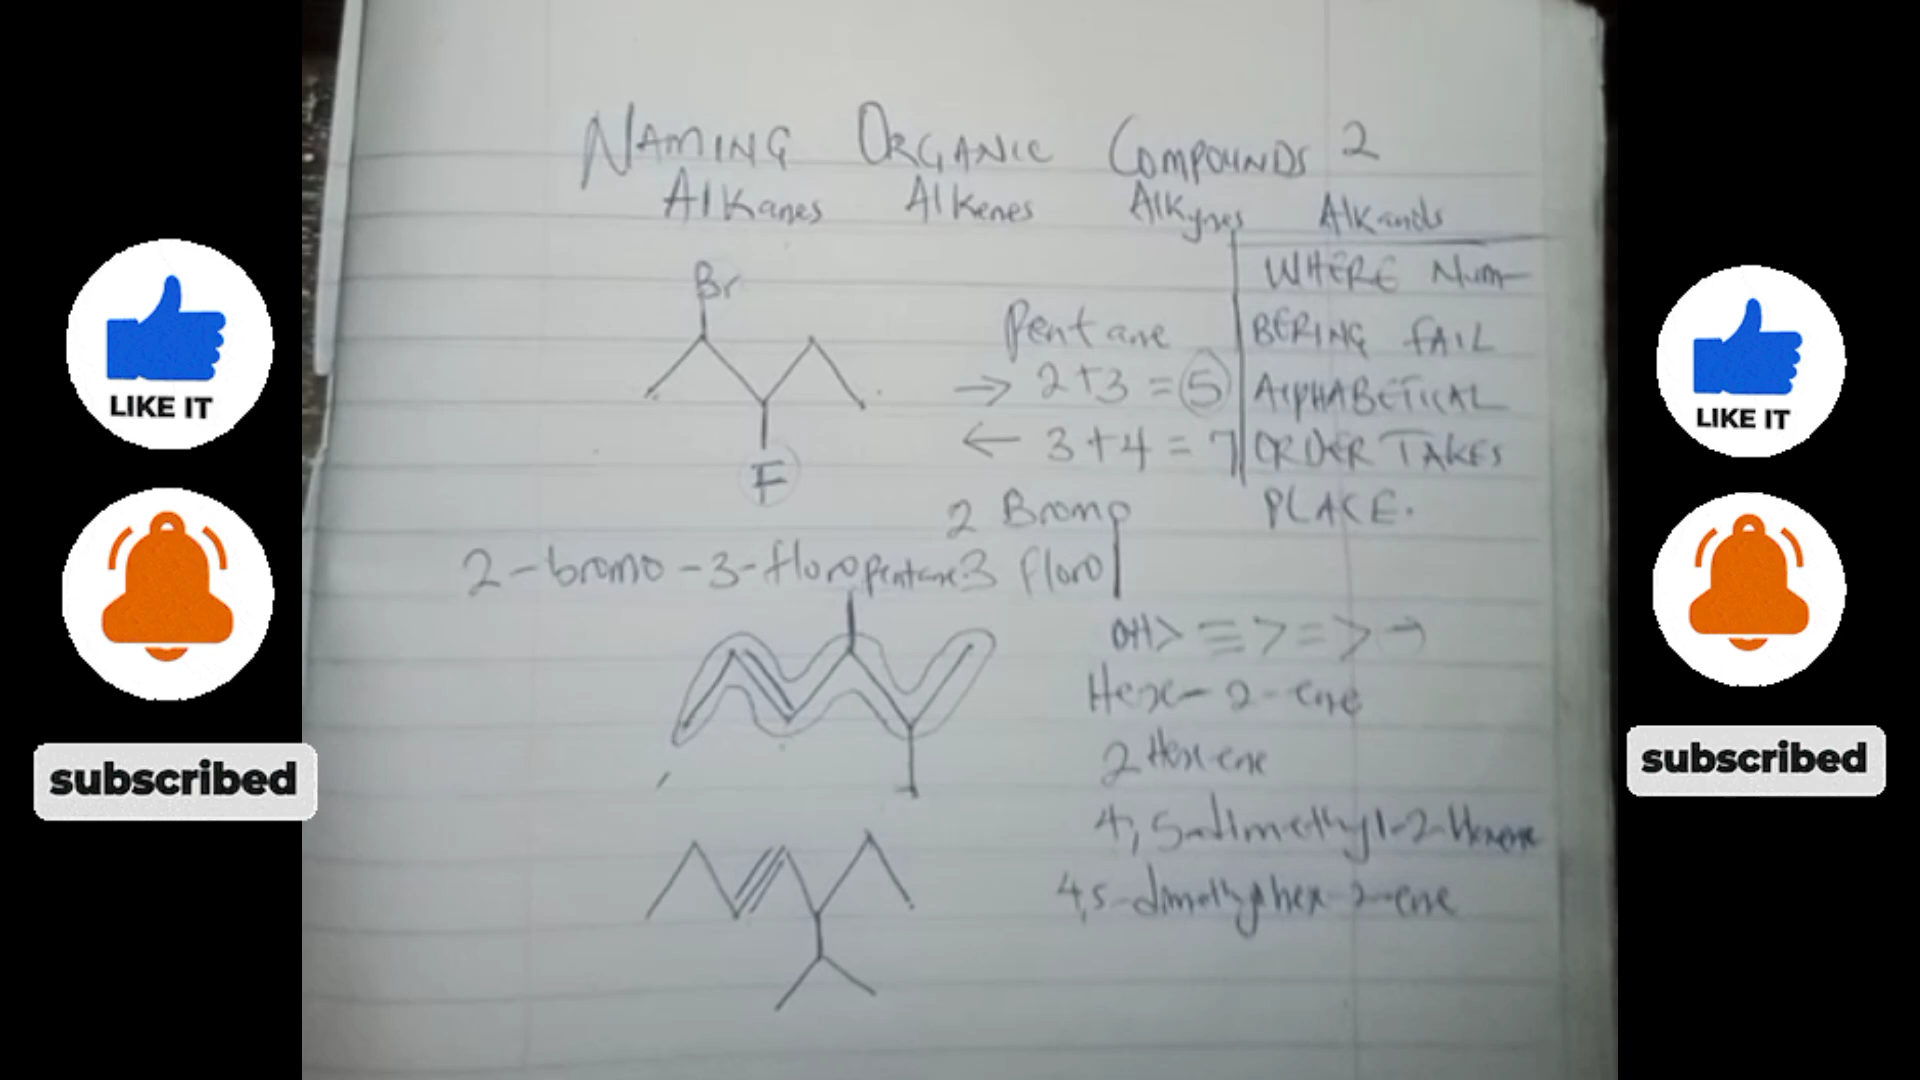 NAMING ORGANIC COMPOUNDS 2
Alkanes Alkenes Alkynes Alkanols
WHERE Num-
BERING FAIL
ALPHABETICAL
ORDER TAKES
PLACE.
Br
F
Pentane
→ 2+3 = 5
← 3+4 = 7
2 Bromo
3 floro
2-bromo-3-floropentane
OH> ≡ > = > -
Hex-2-ene
2 Hexene
4,5-dimethyl-2-Hexene
4,5-dimethylhex-2-ene
LIKE IT
subscribed
LIKE IT
subscribed